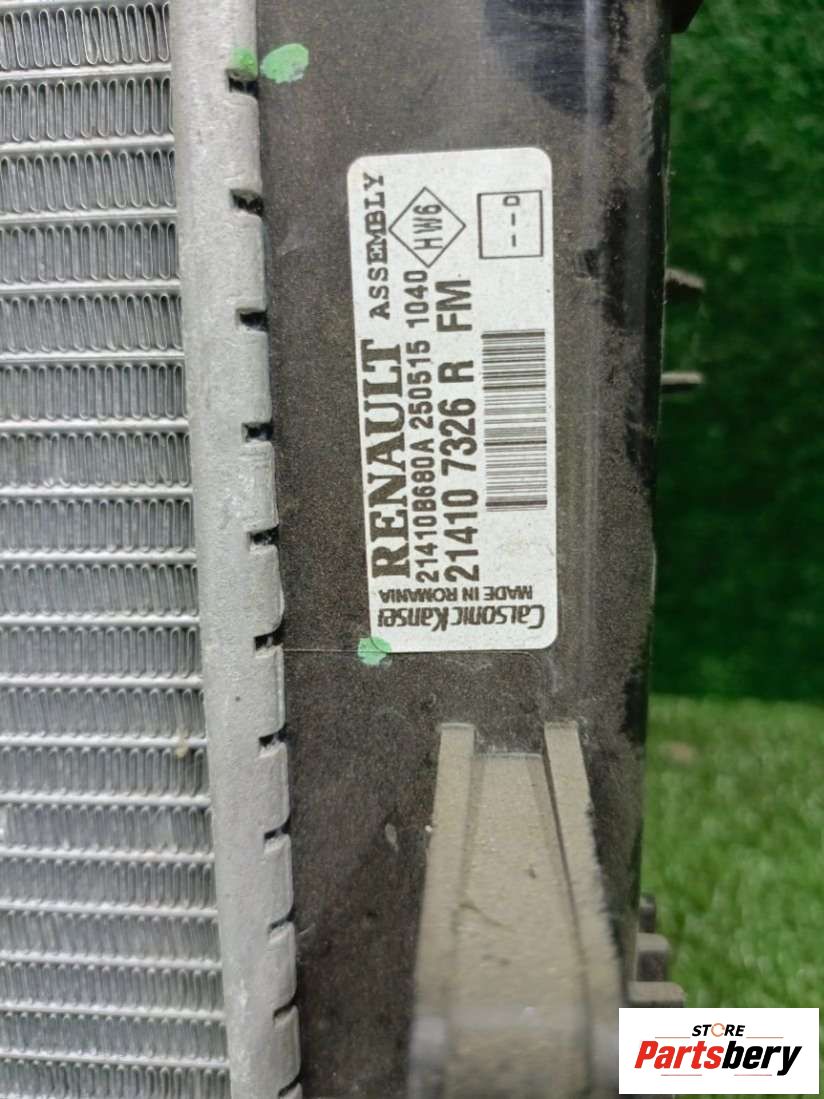 RENAULT ASSEMBLY
21410B680A 250515 1040
HW6
21410 7326 R FM
--D
CalsonicKansei
MADE IN ROMANIA
STORE
Partsbery